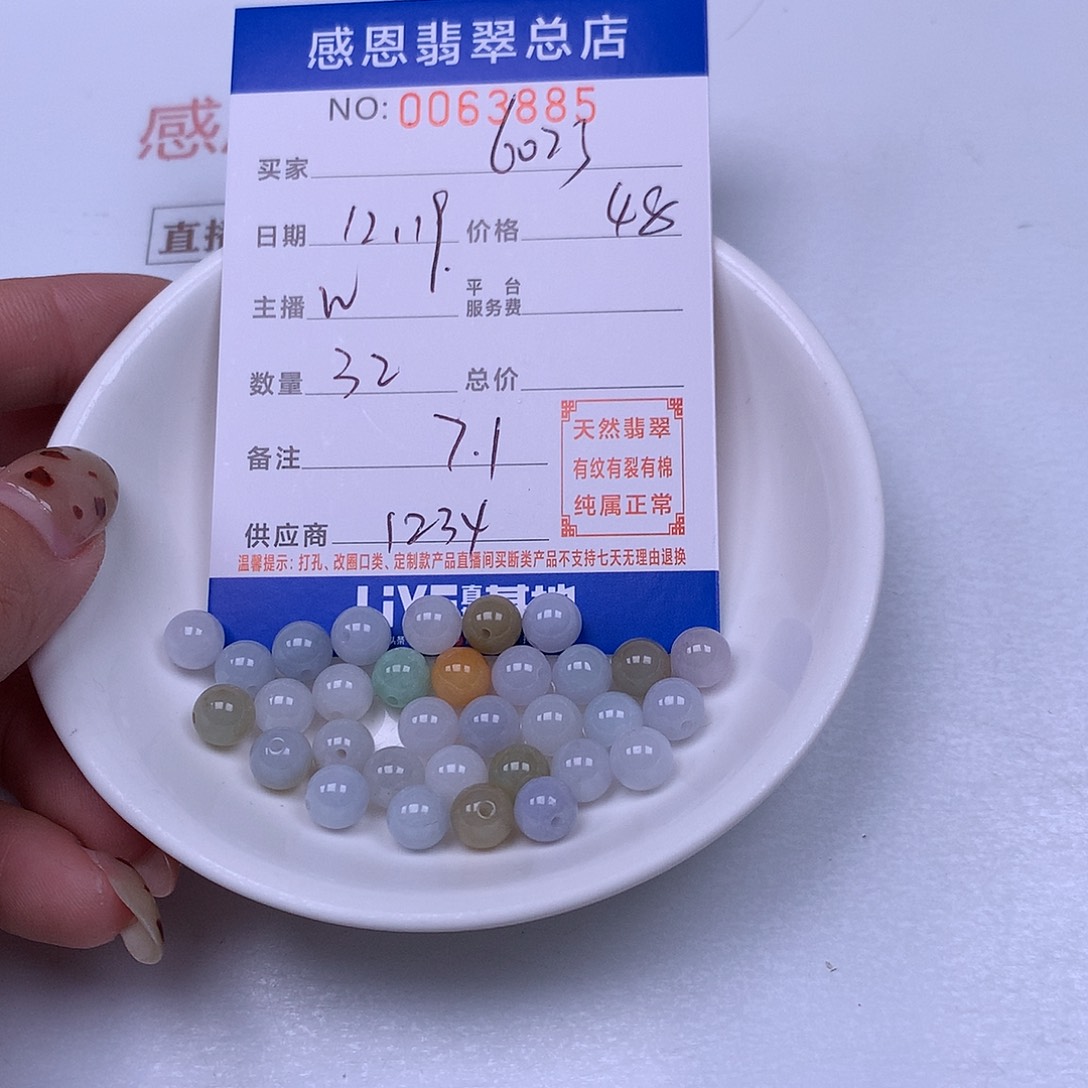 感恩翡翠总店
NO: 0063885
感
买家 6023
直播
日期 12.19. 价格 48
主播 W 平台服务费
数量 32 总价
备注 7.1
天然翡翠
有纹有裂有棉
纯属正常
供应商 1234
温馨提示：打孔、改圈口类、定制款产品直播间买断类产品不支持七天无理由退换
LiVE